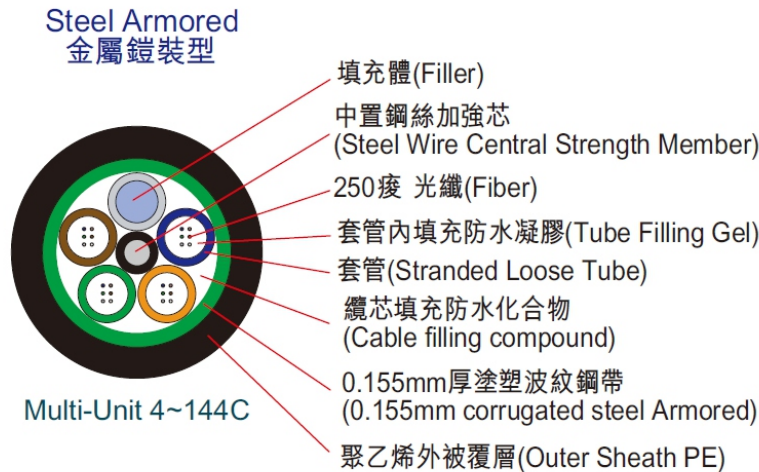 Steel Armored
金屬鎧裝型
填充體(Filler)
中置鋼絲加強芯
(Steel Wire Central Strength Member)
250痠 光纖(Fiber)
套管內填充防水凝膠(Tube Filling Gel)
套管(Stranded Loose Tube)
纜芯填充防水化合物
(Cable filling compound)
0.155mm厚塗塑波紋鋼帶
(0.155mm corrugated steel Armored)
聚乙烯外被覆層(Outer Sheath PE)
Multi-Unit 4~144C